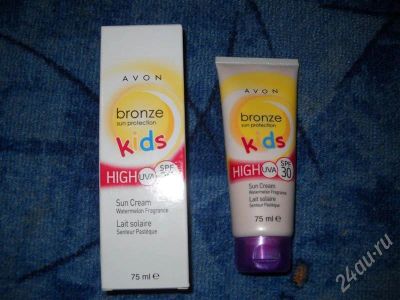 AVON
bronze
sun protection
kids
HIGH UVA SPF
Sun Cream
Watermelon Fragrance
Lait solaire
Senteur Pastèque
75 ml e
AVON
bronze
sun protection
kids
HIGH UVA SPF 30
Sun Cream
Watermelon Fragrance
Lait solaire
Senteur Pastèque
75 ml e
24au.ru